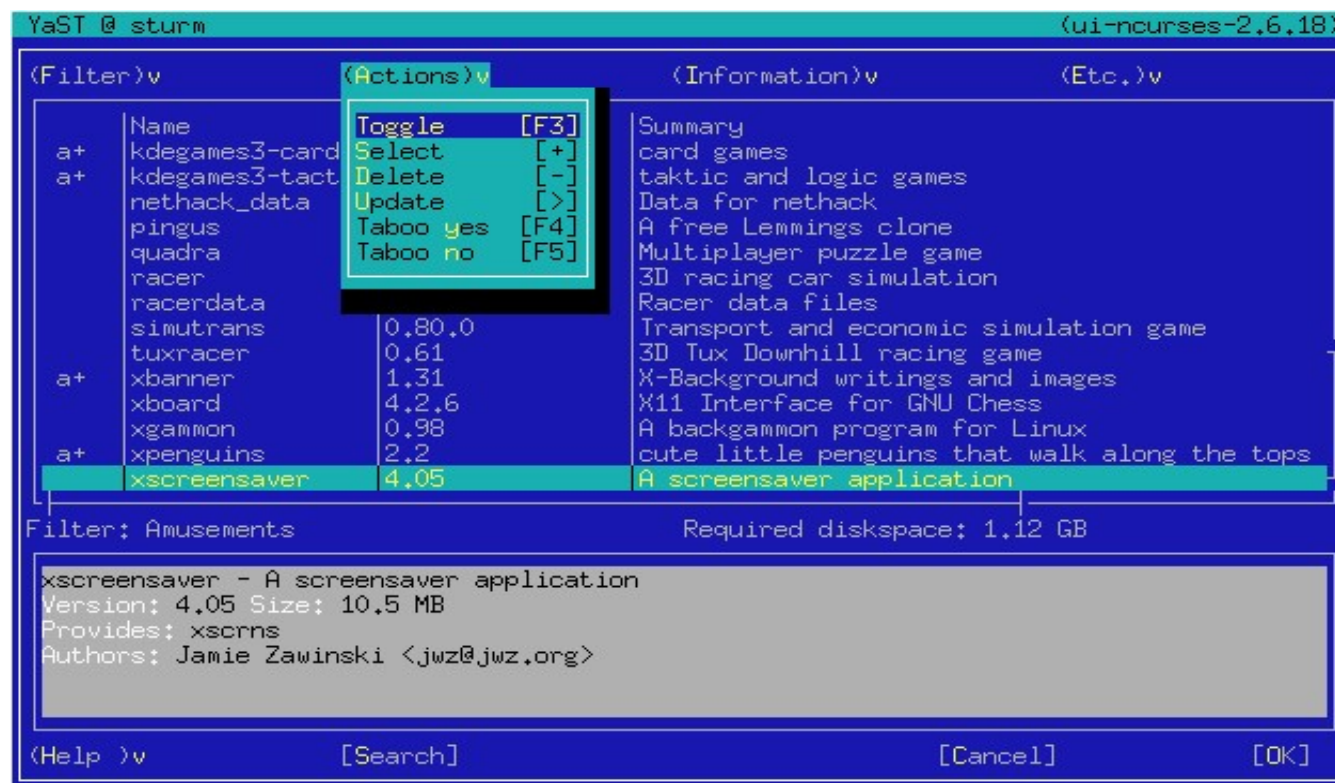 YaST @ sturm (ui-ncurses-2.6.18)
(Filter)v (Actions)v (Information)v (Etc.)v
Name Toggle [F3] Summary
a+ kdegames3-card Select [+] card games
a+ kdegames3-tact Delete [-] taktic and logic games
nethack_data Update [>] Data for nethack
pingus Taboo yes [F4] A free Lemmings clone
quadra Taboo no [F5] Multiplayer puzzle game
racer 3D racing car simulation
racerdata Racer data files
simutrans 0.80.0 Transport and economic simulation game
tuxracer 0.61 3D Tux Downhill racing game
a+ xbanner 1.31 X-Background writings and images
xboard 4.2.6 X11 Interface for GNU Chess
xgammon 0.98 A backgammon program for Linux
a+ xpenguins 2.2 cute little penguins that walk along the tops
xscreensaver 4.05 A screensaver application
Filter: Amusements Required diskspace: 1.12 GB
xscreensaver - A screensaver application
Version: 4.05 Size: 10.5 MB
Provides: xscrns
Authors: Jamie Zawinski <jwz@jwz.org>
(Help )v [Search] [Cancel] [OK]